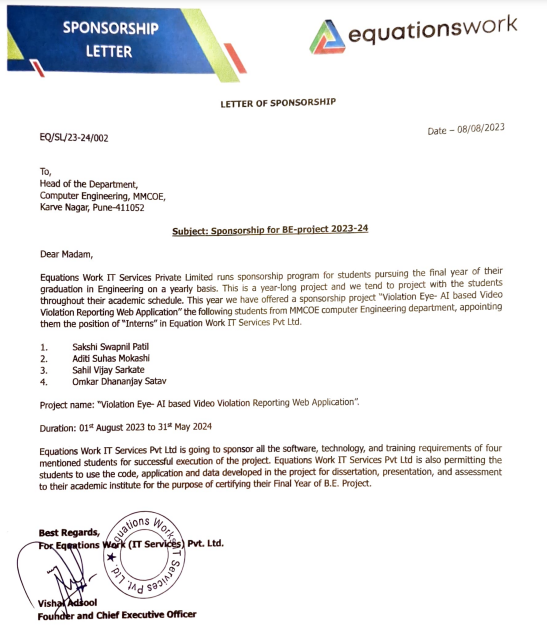 SPONSORSHIP
LETTER
equationswork
LETTER OF SPONSORSHIP
EQ/SL/23-24/002
Date – 08/08/2023
To,
Head of the Department,
Computer Engineering, MMCOE,
Karve Nagar, Pune-411052
Subject: Sponsorship for BE-project 2023-24
Dear Madam,
Equations Work IT Services Private Limited runs sponsorship program for students pursuing the final year of their
graduation in Engineering on a yearly basis. This is a year-long project and we tend to project with the students
throughout their academic schedule. This year we have offered a sponsorship project "Violation Eye- AI based Video
Violation Reporting Web Application" the following students from MMCOE computer Engineering department, appointing
them the position of "Interns" in Equation Work IT Services Pvt Ltd.
1. Sakshi Swapnil Patil
2. Aditi Suhas Mokashi
3. Sahil Vijay Sarkate
4. Omkar Dhananjay Satav
Project name: "Violation Eye- AI based Video Violation Reporting Web Application".
Duration: 01st August 2023 to 31st May 2024
Equations Work IT Services Pvt Ltd is going to sponsor all the software, technology, and training requirements of four
mentioned students for successful execution of the project. Equations Work IT Services Pvt Ltd is also permitting the
students to use the code, application and data developed in the project for dissertation, presentation, and assessment
to their academic institute for the purpose of certifying their Final Year of B.E. Project.
Best Regards,
For Equations Work (IT Services) Pvt. Ltd.
Equations Works IT Services Pvt. Ltd.
Vishal Adsool
Founder and Chief Executive Officer